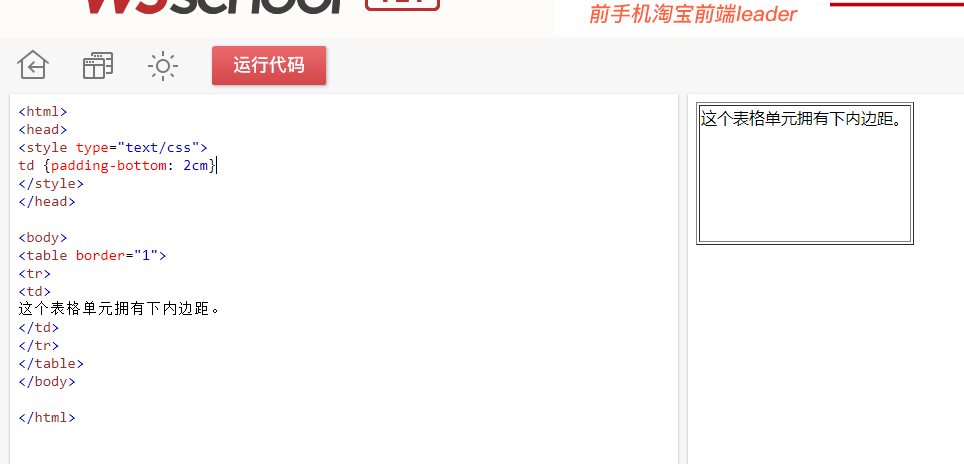 W3school TIY
前手机淘宝前端leader
运行代码
<html>
<head>
<style type="text/css">
td {padding-bottom: 2cm}
</style>
</head>
<body>
<table border="1">
<tr>
<td>
这个表格单元拥有下内边距。
</td>
</tr>
</table>
</body>
</html>
这个表格单元拥有下内边距。